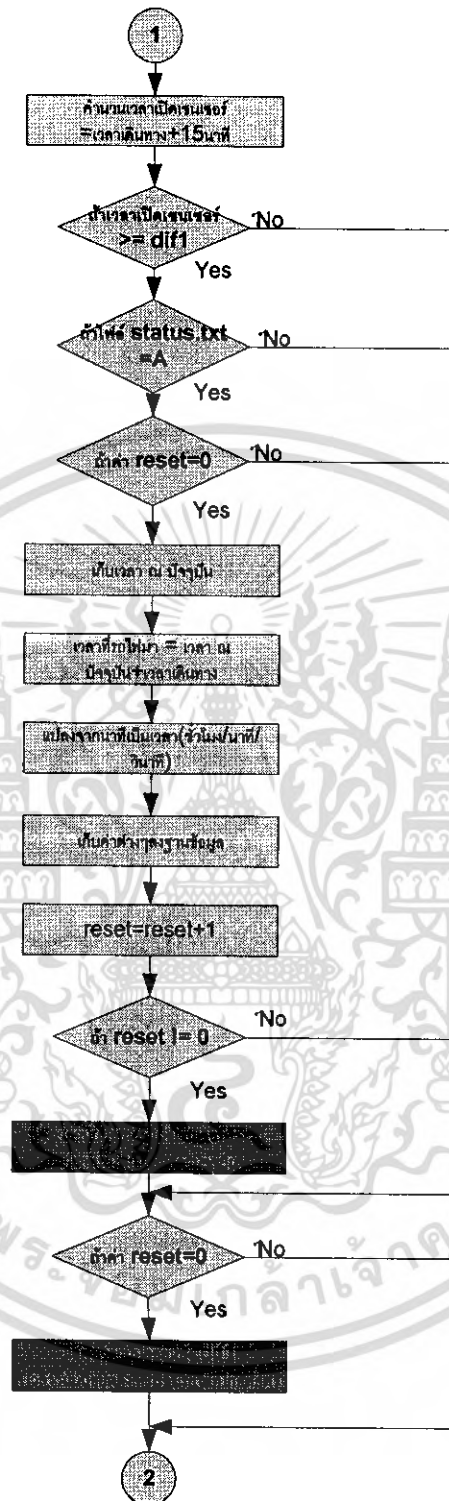 1
คำนวนเวลาเปิดเซนเซอร์
=เวลาเดินทาง+15นาที
ถ้าเวลาเปิดเซนเซอร์
>= dif1
No
Yes
ถ้าไฟล์ status.txt
=A
No
Yes
ถ้าค่า reset=0
No
Yes
เก็บเวลา ณ ปัจจุบัน
เวลาที่รถไฟมา = เวลา ณ
ปัจจุบัน+เวลาเดินทาง
แปลงจากนาทีเป็นเวลา(ชั่วโมง/นาที/
วินาที)
เก็บค่าต่างๆลงฐานข้อมูล
reset=reset+1
ถ้า reset != 0
No
Yes
ถ้าค่า reset=0
No
Yes
2